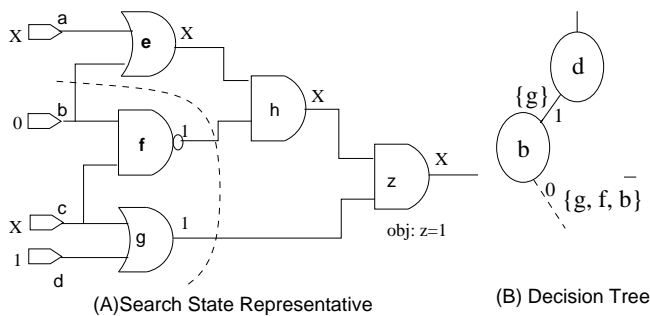 X a
e
X
0 b
f
1
h
X
X c
g
1
1 d
z
X
obj: z=1
(A)Search State Representative
d
{g}
1
b
0
{g, f, b̅}
(B) Decision Tree